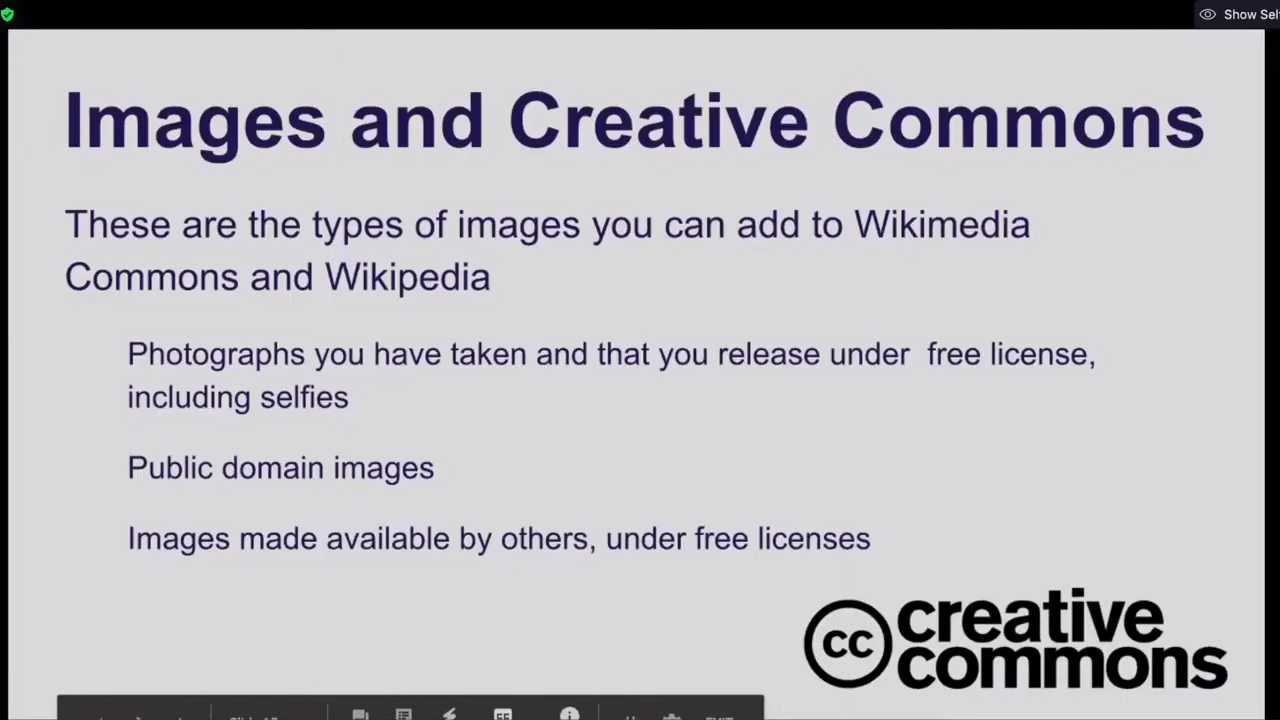 Show Self
Images and Creative Commons
These are the types of images you can add to Wikimedia
Commons and Wikipedia
Photographs you have taken and that you release under  free license,
including selfies
Public domain images
Images made available by others, under free licenses
cc creative
commons